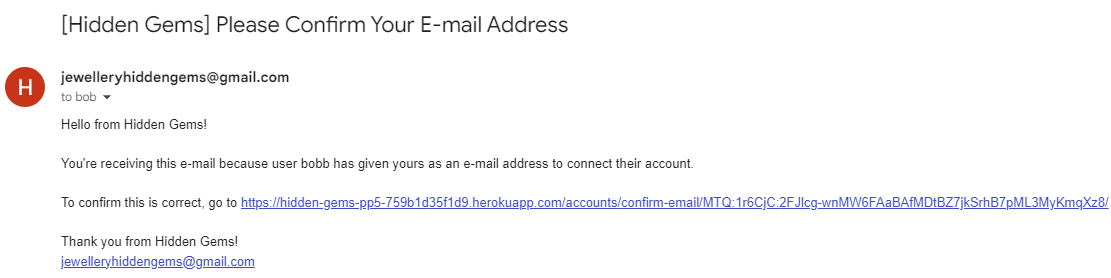 [Hidden Gems] Please Confirm Your E-mail Address
H
jewelleryhiddengems@gmail.com
to bob
Hello from Hidden Gems!
You're receiving this e-mail because user bobb has given yours as an e-mail address to connect their account.
To confirm this is correct, go to https://hidden-gems-pp5-759b1d35f1d9.herokuapp.com/accounts/confirm-email/MTQ:1r6CjC:2FJIcg-wnMW6FAaBAfMDtBZ7jkSrhB7pML3MyKmqXz8/
Thank you from Hidden Gems!
jewelleryhiddengems@gmail.com